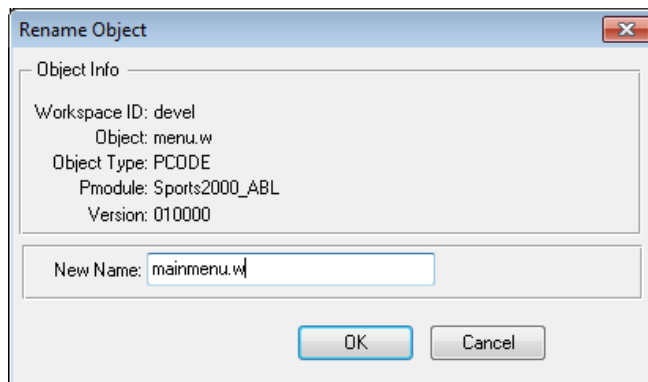 Rename Object
Object Info
Workspace ID: devel
Object: menu.w
Object Type: PCODE
Pmodule: Sports2000_ABL
Version: 010000
New Name: mainmenu.w
OK Cancel